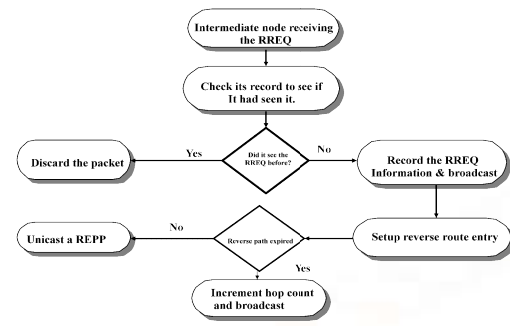 Intermediate node receiving
the RREQ
Check its record to see if
It had seen it.
Did it see the
RREQ before?
Yes
No
Discard the packet
Record the RREQ
Information & broadcast
Setup reverse route entry
Reverse path expired
No
Unicast a REPP
Yes
Increment hop count
and broadcast